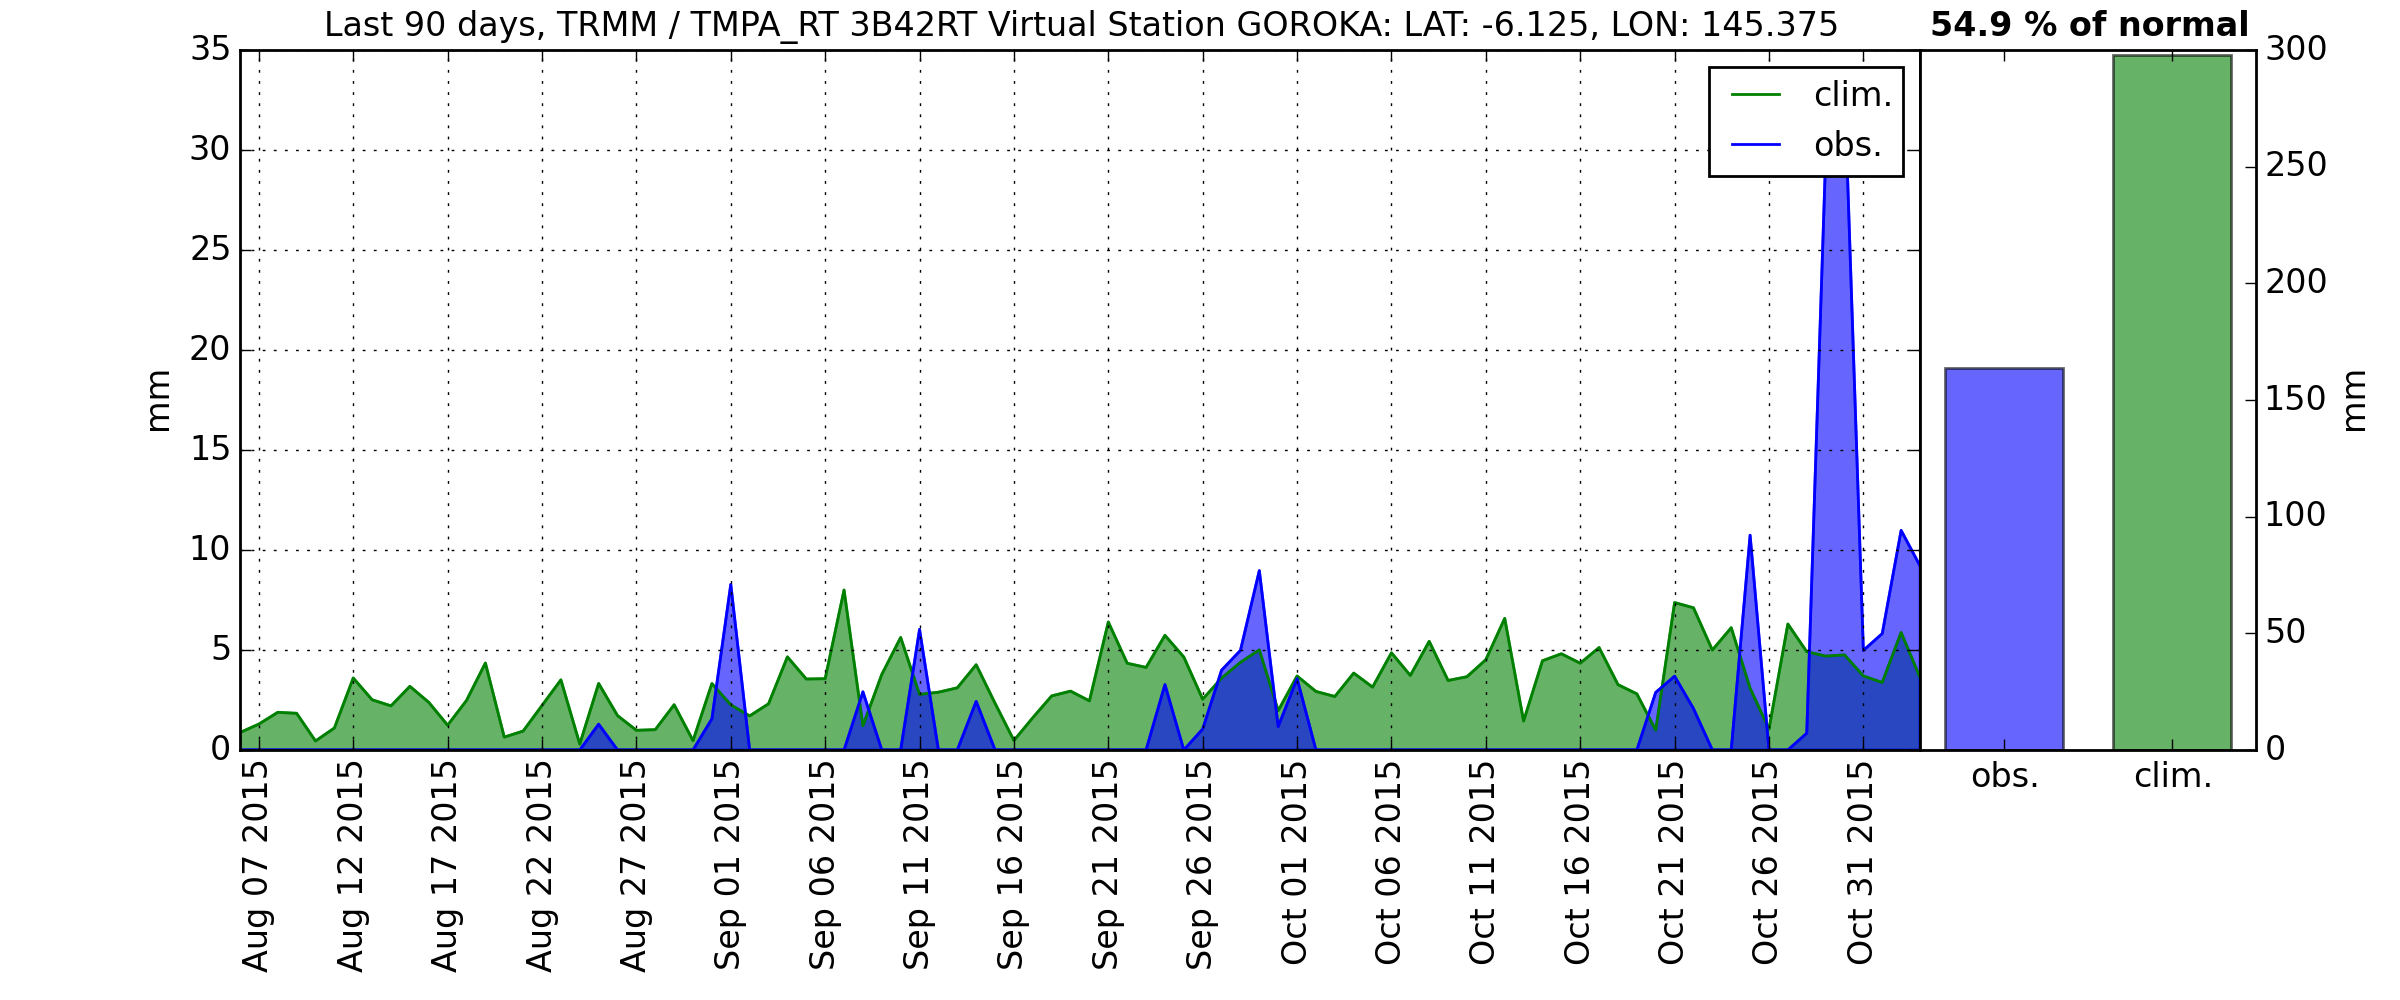 Last 90 days, TRMM / TMPA_RT 3B42RT Virtual Station GOROKA: LAT: -6.125, LON: 145.375
54.9 % of normal
35
30
25
20
15
10
5
0
mm
clim.
obs.
300
250
200
150
100
50
0
mm
Aug 07 2015
Aug 12 2015
Aug 17 2015
Aug 22 2015
Aug 27 2015
Sep 01 2015
Sep 06 2015
Sep 11 2015
Sep 16 2015
Sep 21 2015
Sep 26 2015
Oct 01 2015
Oct 06 2015
Oct 11 2015
Oct 16 2015
Oct 21 2015
Oct 26 2015
Oct 31 2015
obs.
clim.